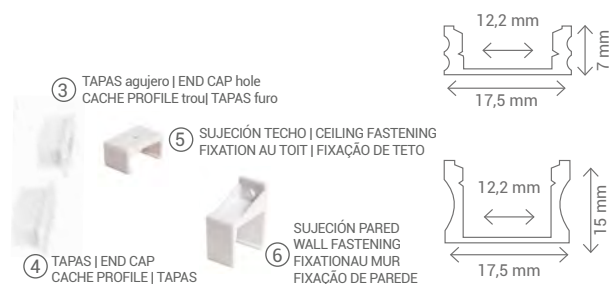 3
TAPAS agujero | END CAP hole
CACHE PROFILE trou| TAPAS furo
5
SUJECIÓN TECHO | CEILING FASTENING
FIXATION AU TOIT | FIXAÇÃO DE TETO
4
TAPAS | END CAP
CACHE PROFILE | TAPAS
6
SUJECIÓN PARED
WALL FASTENING
FIXATIONAU MUR
FIXAÇÃO DE PAREDE
12,2 mm
7 mm
17,5 mm
12,2 mm
15 mm
17,5 mm